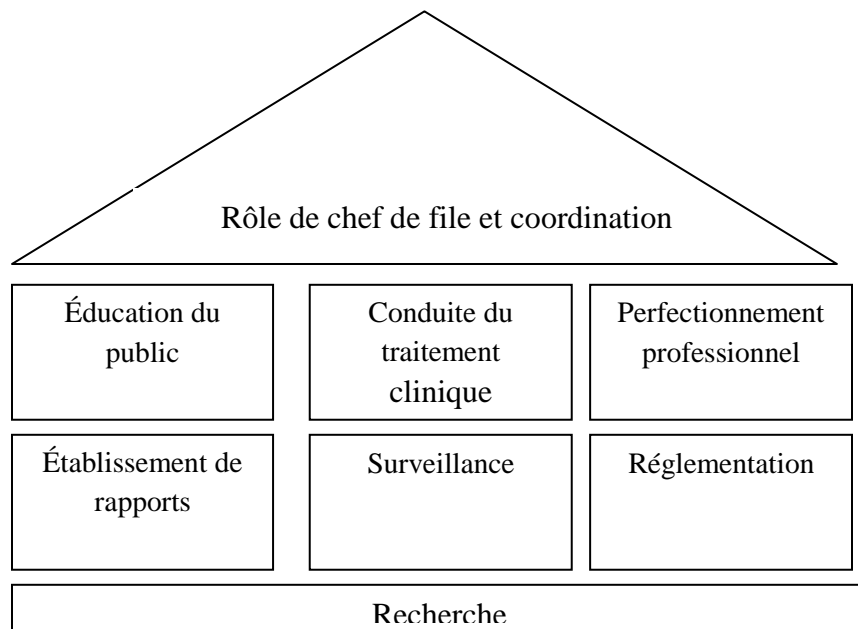 Rôle de chef de file et coordination
Éducation du
public
Conduite du
traitement
clinique
Perfectionnement
professionnel
Établissement de
rapports
Surveillance
Réglementation
Recherche